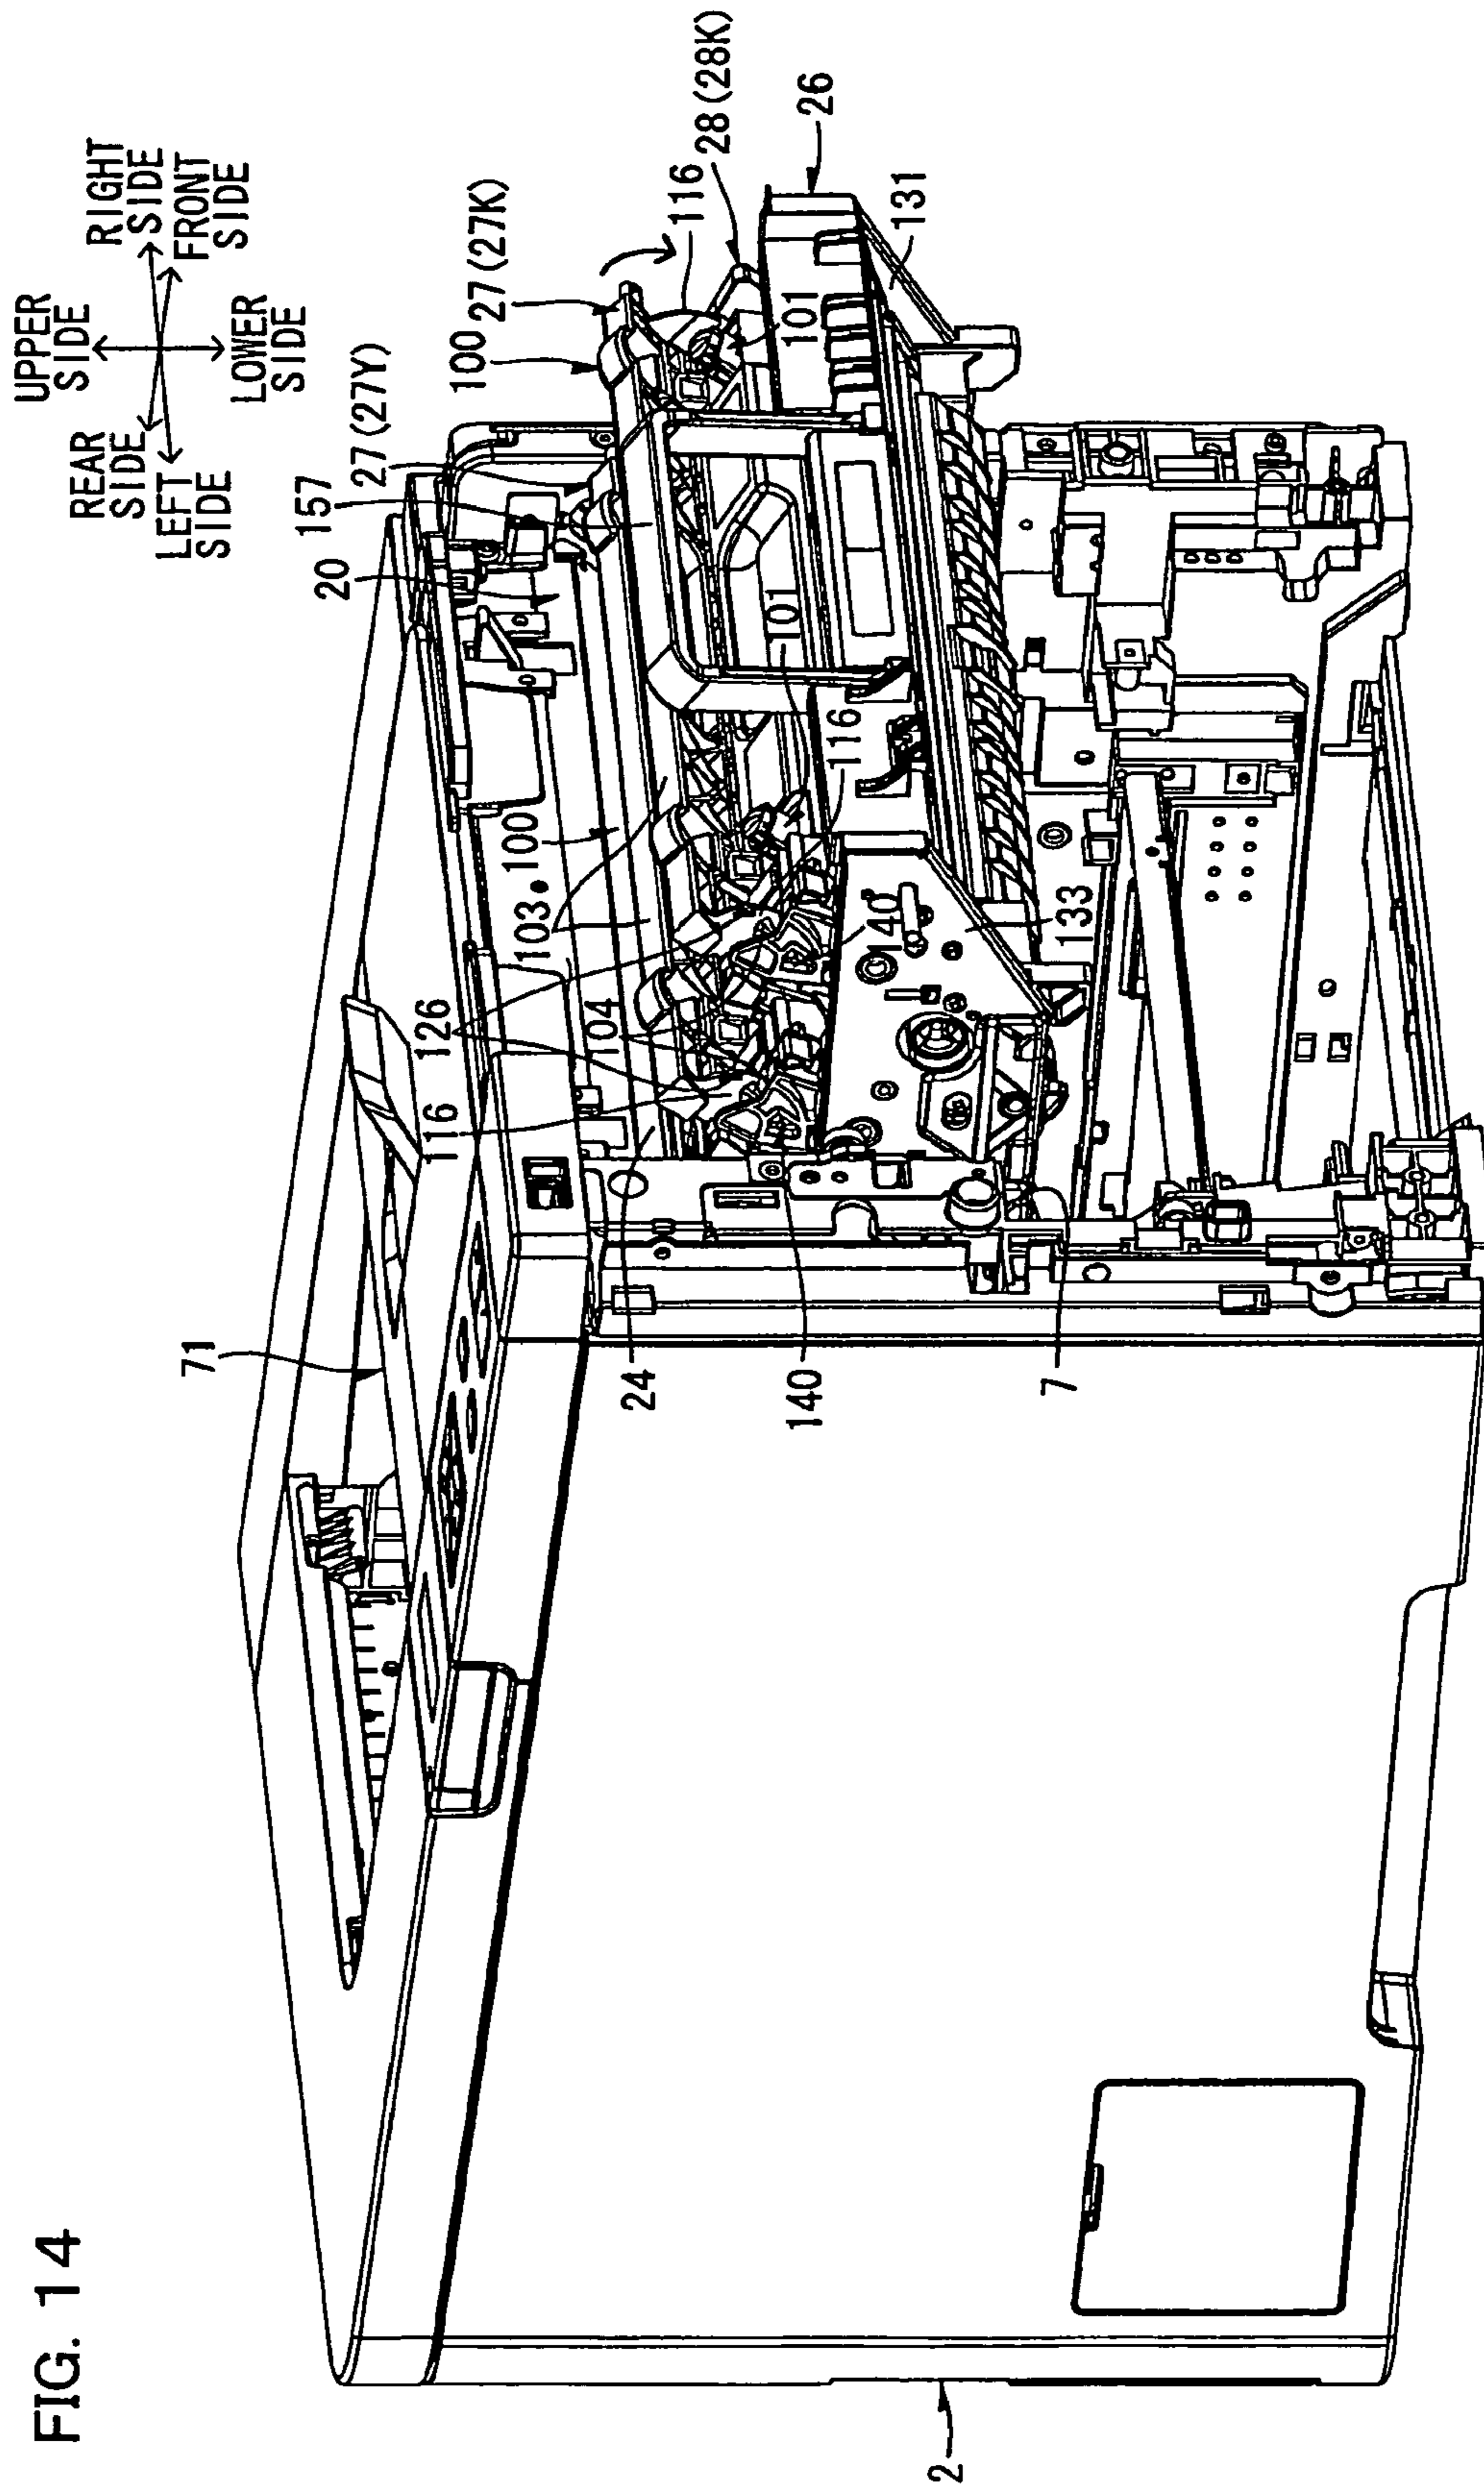 FIG. 14
UPPER
SIDE
REAR
SIDE
RIGHT
SIDE
LEFT
SIDE
FRONT
SIDE
LOWER
SIDE
71
116
126
104
103
100
20
157
27(27Y)
100
27(27K)
116
28(28K)
26
101
131
101
116
140
133
24
140
7
2